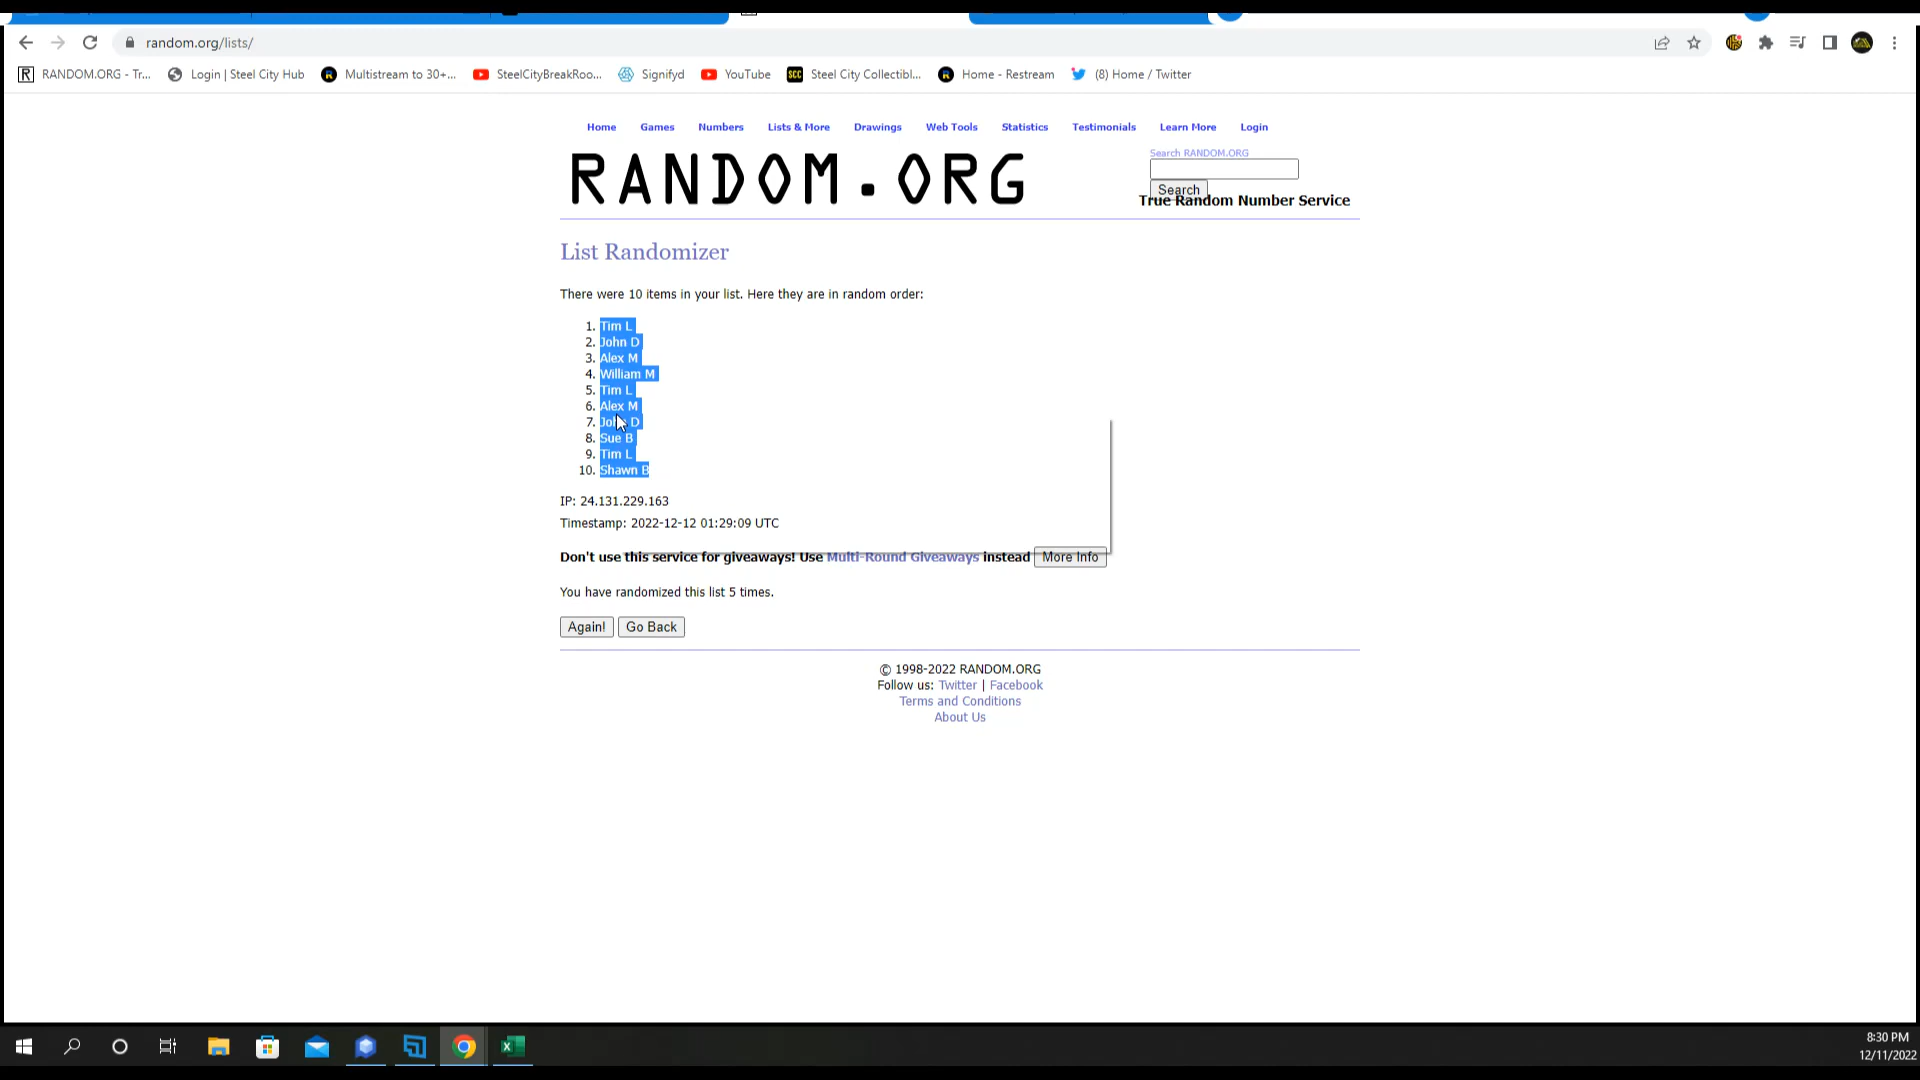 random.org/lists/
RANDOM.ORG - Tr... Login | Steel City Hub Multistream to 30+... SteelCityBreakRoo... Signifyd YouTube SCC Steel City Collectibl... Home - Restream (8) Home / Twitter
Home Games Numbers Lists & More Drawings Web Tools Statistics Testimonials Learn More Login
Search RANDOM.ORG
RANDOM.ORG
Search
True Random Number Service
List Randomizer
There were 10 items in your list. Here they are in random order:
1. Tim L
2. John D
3. Alex M
4. William M
5. Tim L
6. Alex M
7. John D
8. Sue B
9. Tim L
10. Shawn B
IP: 24.131.229.163
Timestamp: 2022-12-12 01:29:09 UTC
Don't use this service for giveaways! Use Multi-Round Giveaways instead More Info
You have randomized this list 5 times.
Again! Go Back
© 1998-2022 RANDOM.ORG
Follow us: Twitter | Facebook
Terms and Conditions
About Us
8:30 PM
12/11/2022